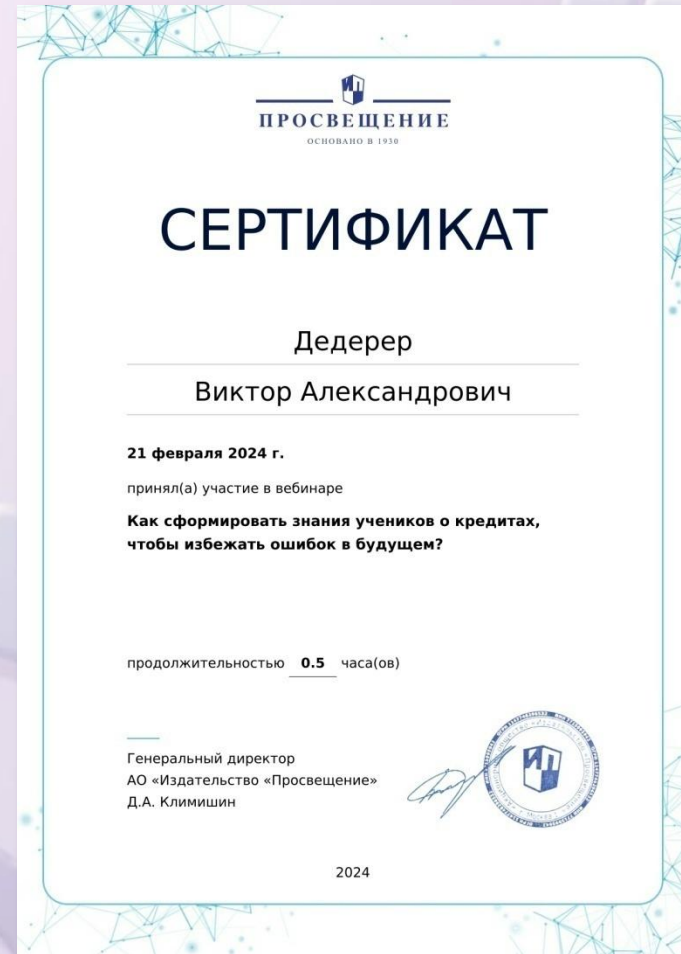 ПРОСВЕЩЕНИЕ
ОСНОВАНО В 1930
СЕРТИФИКАТ
Дедерер
Виктор Александрович
21 февраля 2024 г.
принял(а) участие в вебинаре
Как сформировать знания учеников о кредитах,
чтобы избежать ошибок в будущем?
продолжительностью 0.5 часа(ов)
Генеральный директор
АО «Издательство «Просвещение»
Д.А. Климишин
ИП
2024